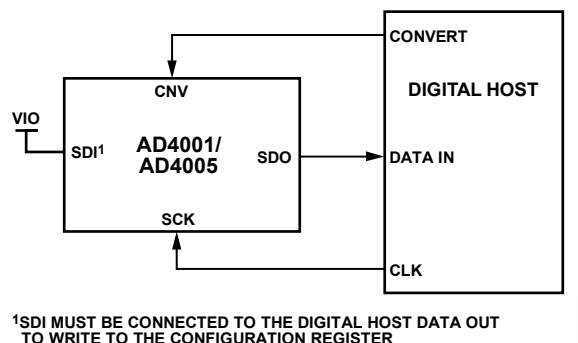 CONVERT
CNV
DIGITAL HOST
VIO
SDI¹
AD4001/
AD4005
SDO
DATA IN
SCK
CLK
¹SDI MUST BE CONNECTED TO THE DIGITAL HOST DATA OUT
TO WRITE TO THE CONFIGURATION REGISTER